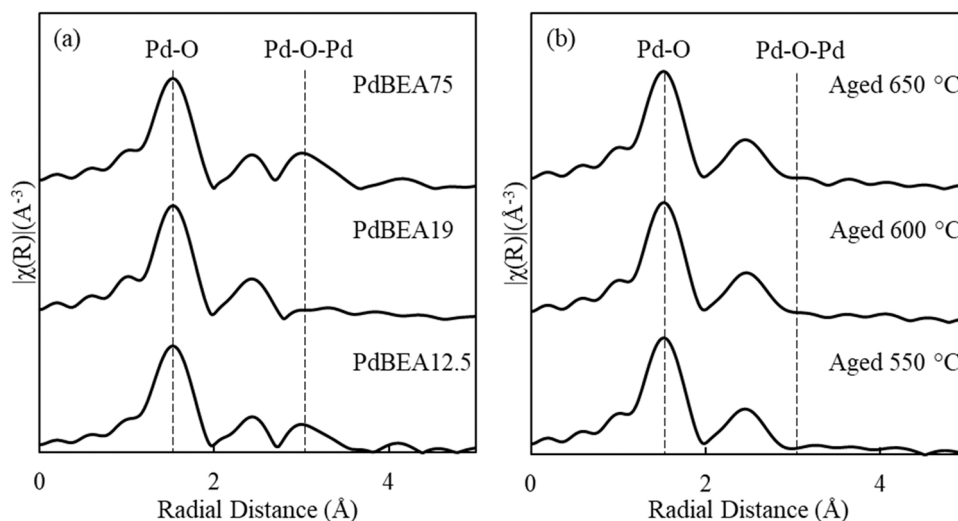 (a)
Pd-O
Pd-O-Pd
PdBEA75
PdBEA19
PdBEA12.5
|χ(R)|(A⁻³)
0
2
4
Radial Distance (Å)
(b)
Pd-O
Pd-O-Pd
Aged 650 °C
Aged 600 °C
Aged 550 °C
|χ(R)|(Å⁻³)
0
2
4
Radial Distance (Å)